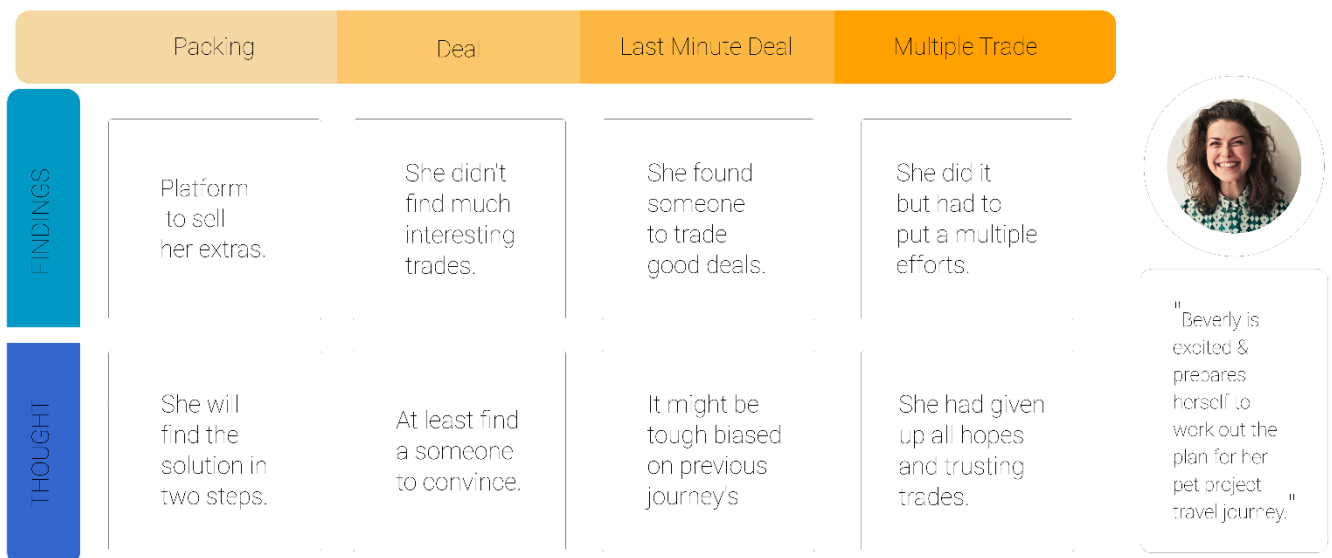 Packing
Deal
Last Minute Deal
Multiple Trade
FINDINGS
Platform
to sell
her extras.
She didn't
find much
interesting
trades.
She found
someone
to trade
good deals.
She did it
but had to
put a multiple
efforts.
THOUGHT
She will
find the
solution in
two steps.
At least find
a someone
to convince.
It might be
tough biased
on previous
journey's
She had given
up all hopes
and trusting
trades.
"Beverly is
excited &
prepares
herself to
work out the
plan for her
pet project
travel journey."